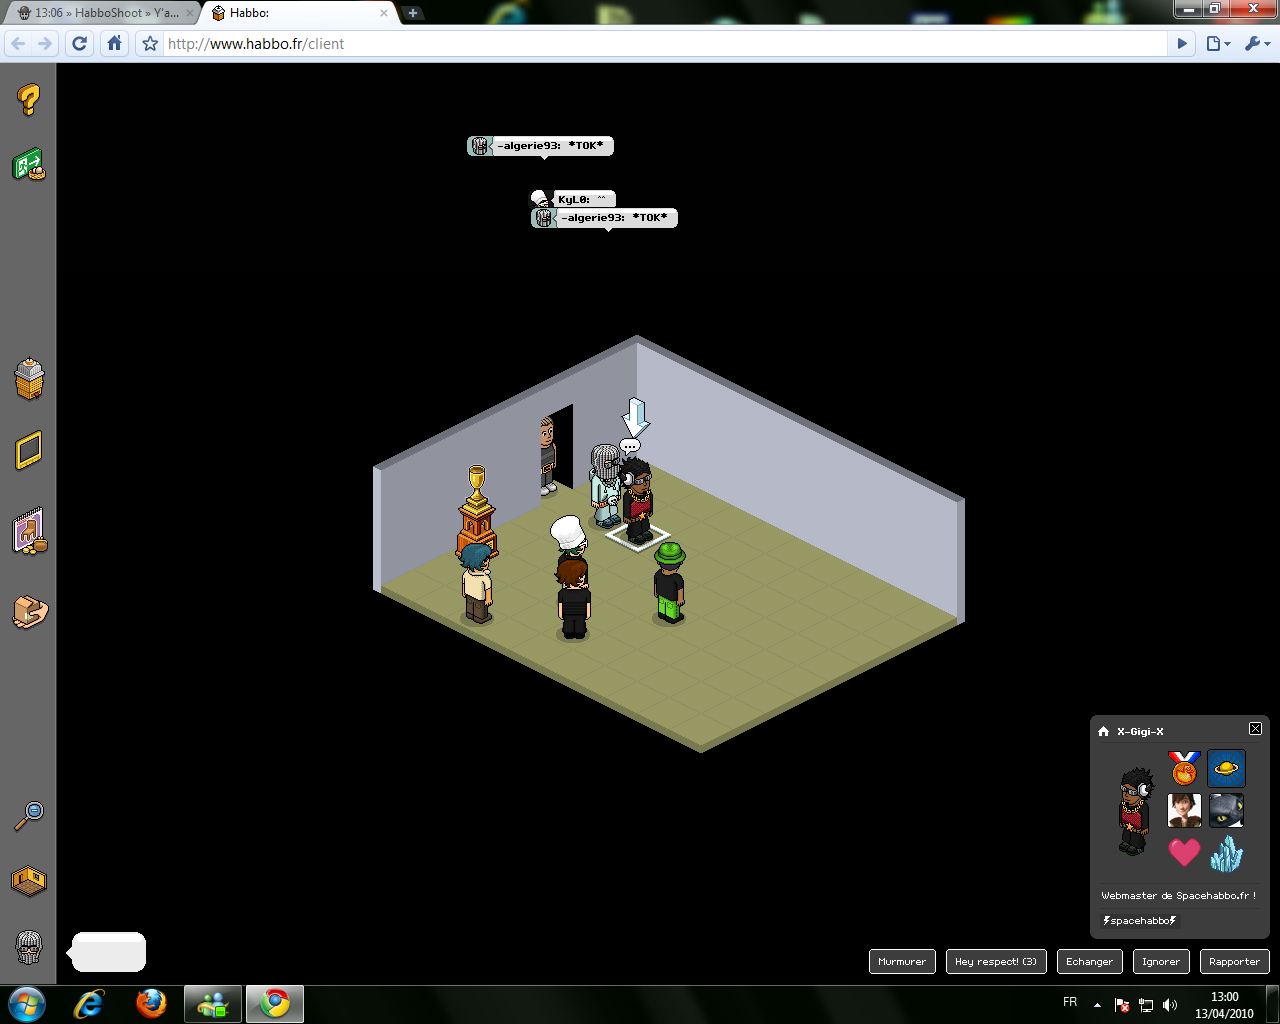 13:06 » HabboShoot » Y'a...
Habbo:
http://www.habbo.fr/client
-algerie93: *TOK*
KyL0: ^^
-algerie93: *TOK*
...
X-Gigi-X
Webmaster de Spacehabbo.fr !
spacehabbo
Murmurer
Hey respect! (3)
Echanger
Ignorer
Rapporter
FR
13:00
13/04/2010